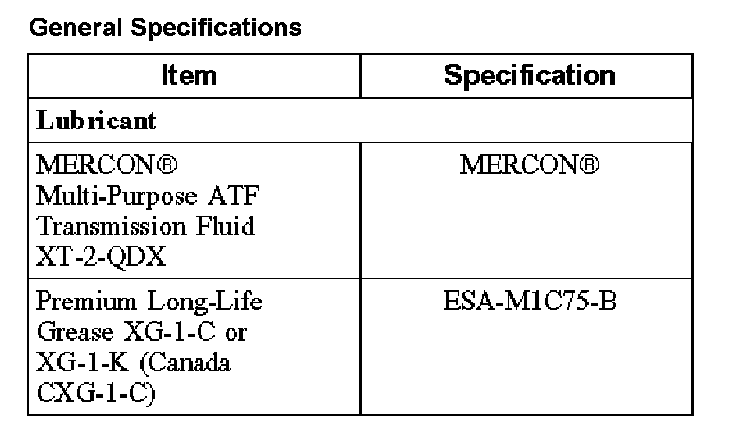 General Specifications
Item Specification
Lubricant
MERCON® MERCON®
Multi-Purpose ATF
Transmission Fluid
XT-2-QDX
Premium Long-Life ESA-M1C75-B
Grease XG-1-C or
XG-1-K (Canada
CXG-1-C)